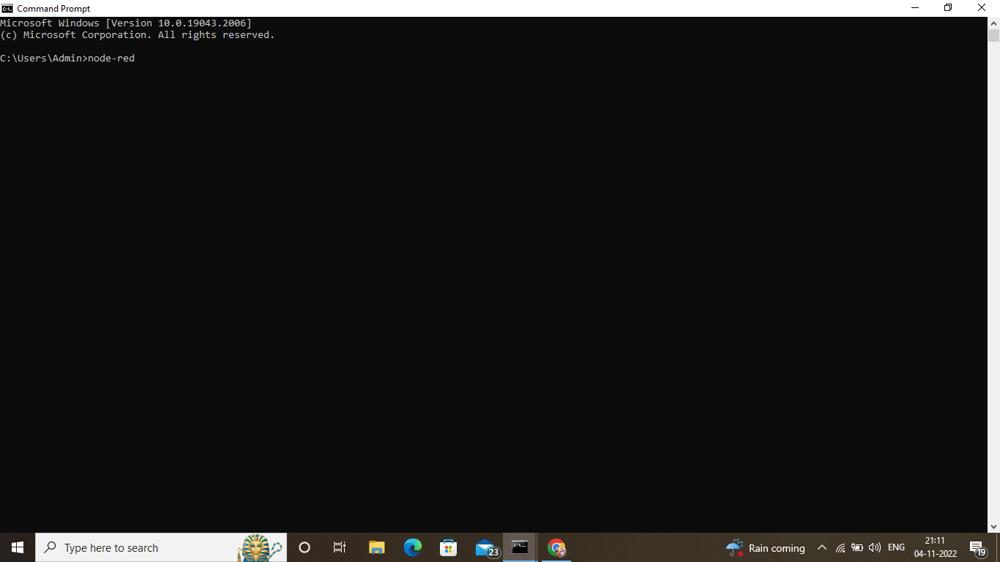 Command Prompt
Microsoft Windows [Version 10.0.19043.2006]
(c) Microsoft Corporation. All rights reserved.
C:\Users\Admin>node-red
Type here to search
23
Rain coming
ENG
21:11
04-11-2022
19